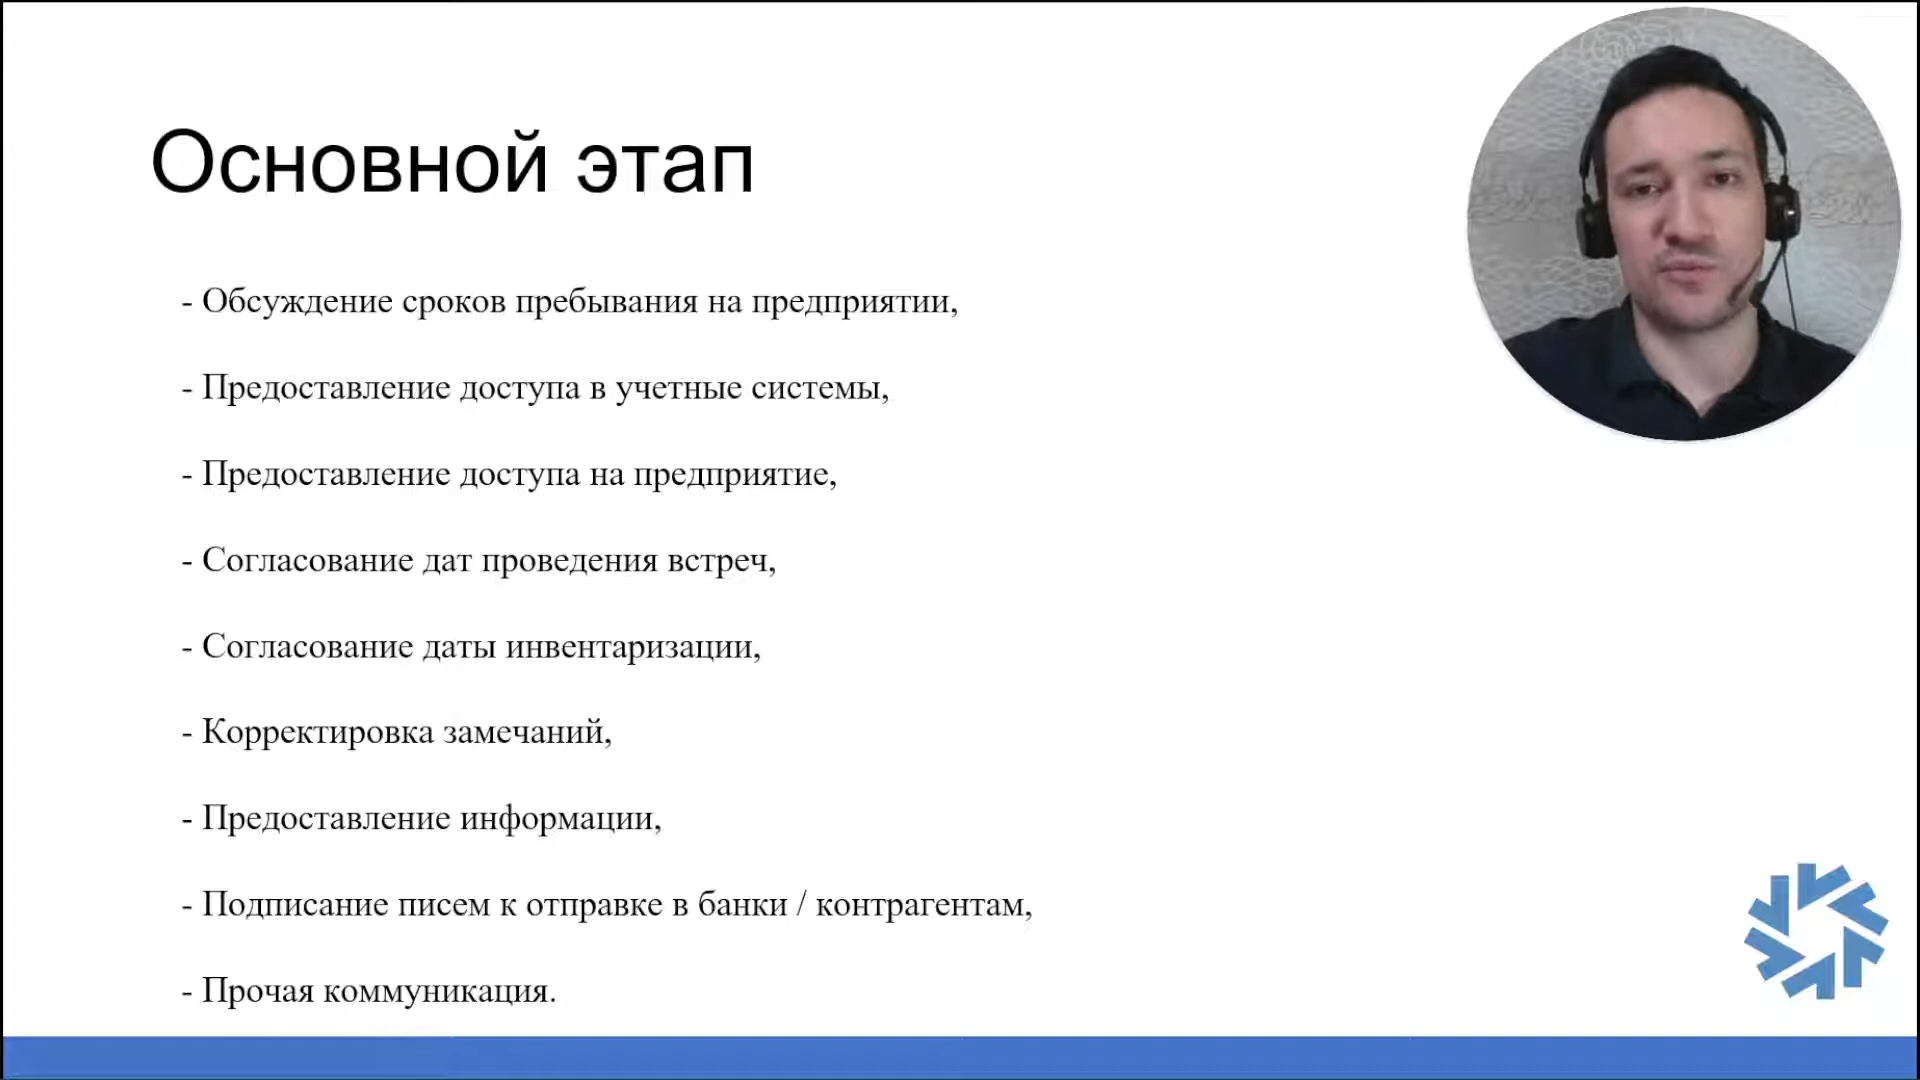 Основной этап
- Обсуждение сроков пребывания на предприятии,
- Предоставление доступа в учетные системы,
- Предоставление доступа на предприятие,
- Согласование дат проведения встреч,
- Согласование даты инвентаризации,
- Корректировка замечаний,
- Предоставление информации,
- Подписание писем к отправке в банки / контрагентам,
- Прочая коммуникация.